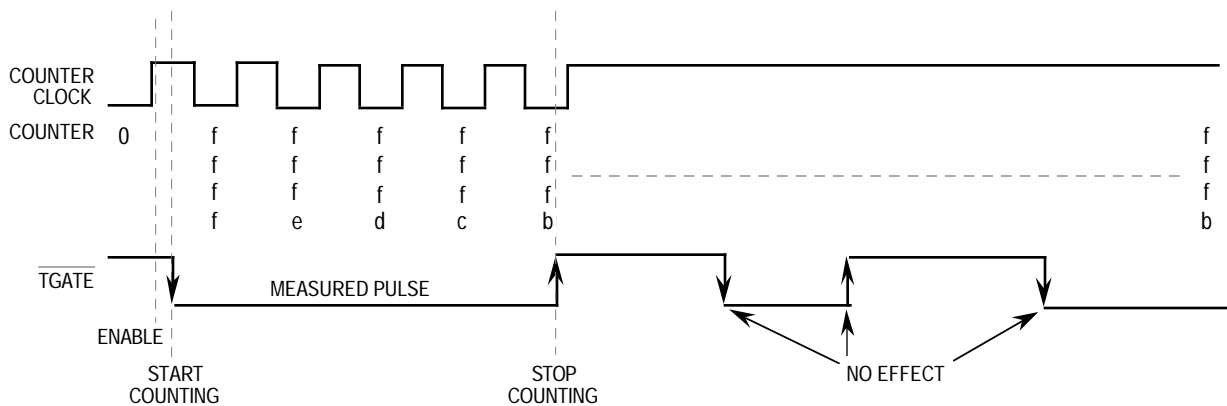 COUNTER
CLOCK
COUNTER 0 f f f f f f
f f f f f f
f f f f f f
f e d c b b
TGATE
MEASURED PULSE
ENABLE
START
COUNTING
STOP
COUNTING
NO EFFECT